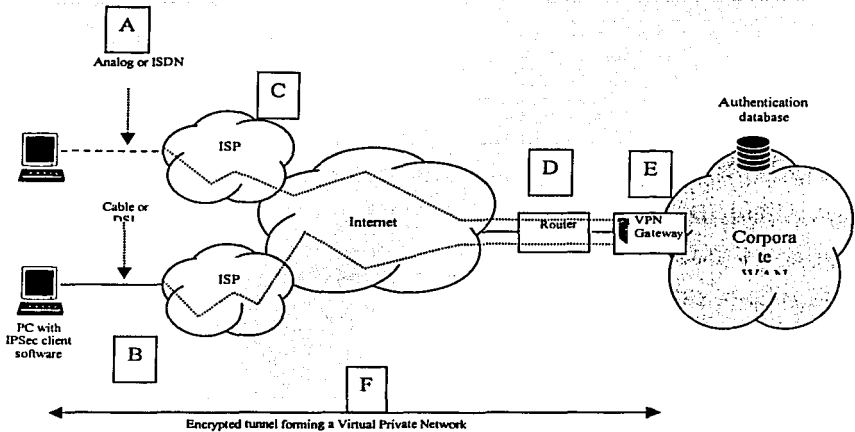 A
Analog or ISDN
C
ISP
Authentication
database
D
E
Cable or
Internet
Router
VPN
Gateway
Corpora
te
ISP
PC with
IPSec client
software
B
F
Encrypted tunnel forming a Virtual Private Network